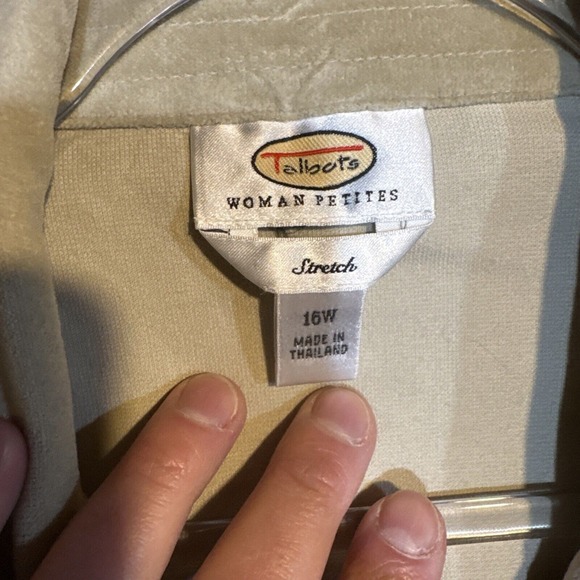 Talbots
WOMAN PETITES
Stretch
16W
MADE IN
THAILAND